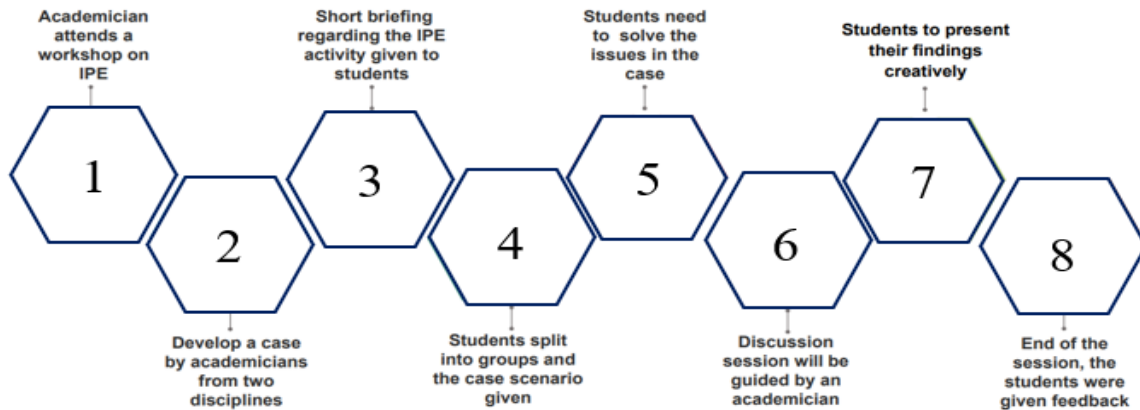 Academician
attends a
workshop on
IPE
1
2
Develop a case
by academicians
from two
disciplines
Short briefing
regarding the IPE
activity given to
students
3
4
Students split
into groups and
the case scenario
given
Students need
to solve the
issues in the
case
5
6
Discussion
session will be
guided by an
academician
Students to present
their findings
creatively
7
8
End of the
session, the
students were
given feedback